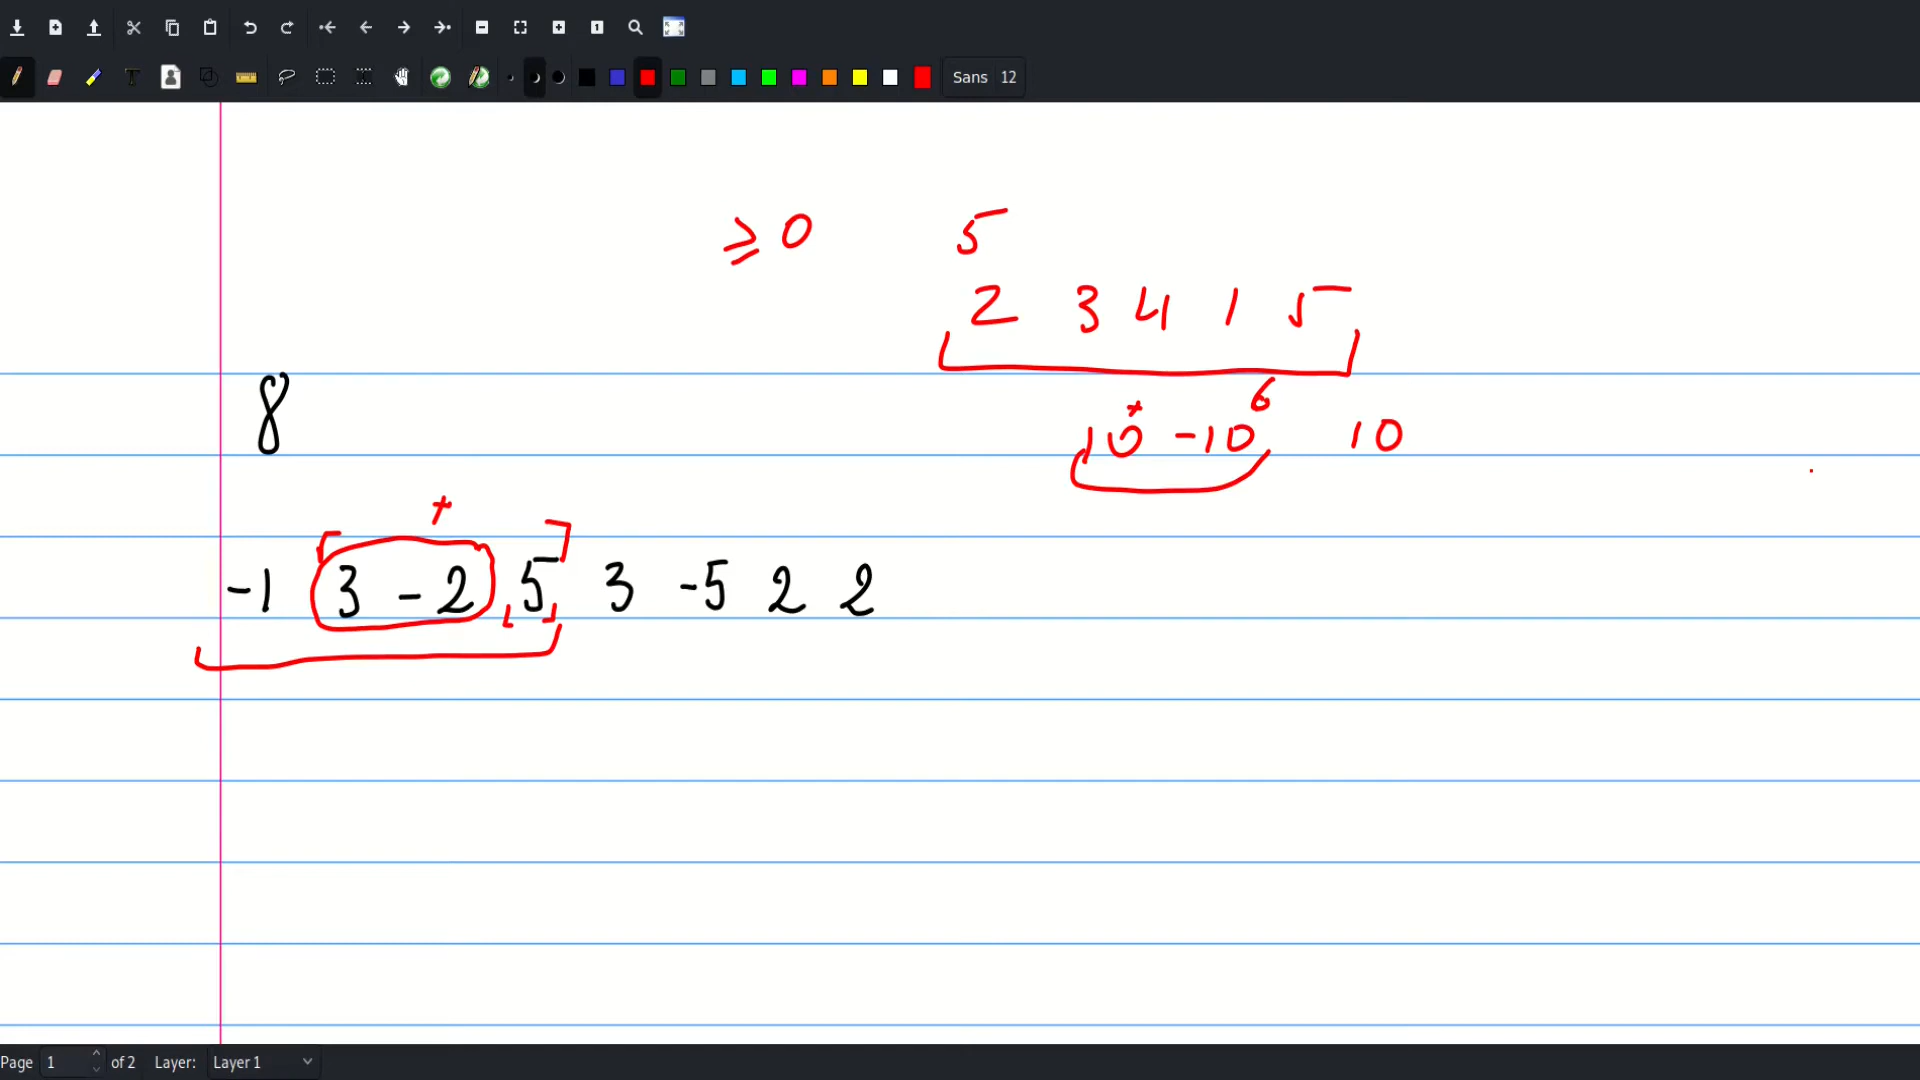 Sans 12
≥ 0 5
2 3 4 1 5
8
+ 6
10 -10 10
+
-1 3 -2 5 3 -5 2 2
Page 1 of 2 Layer: Layer 1